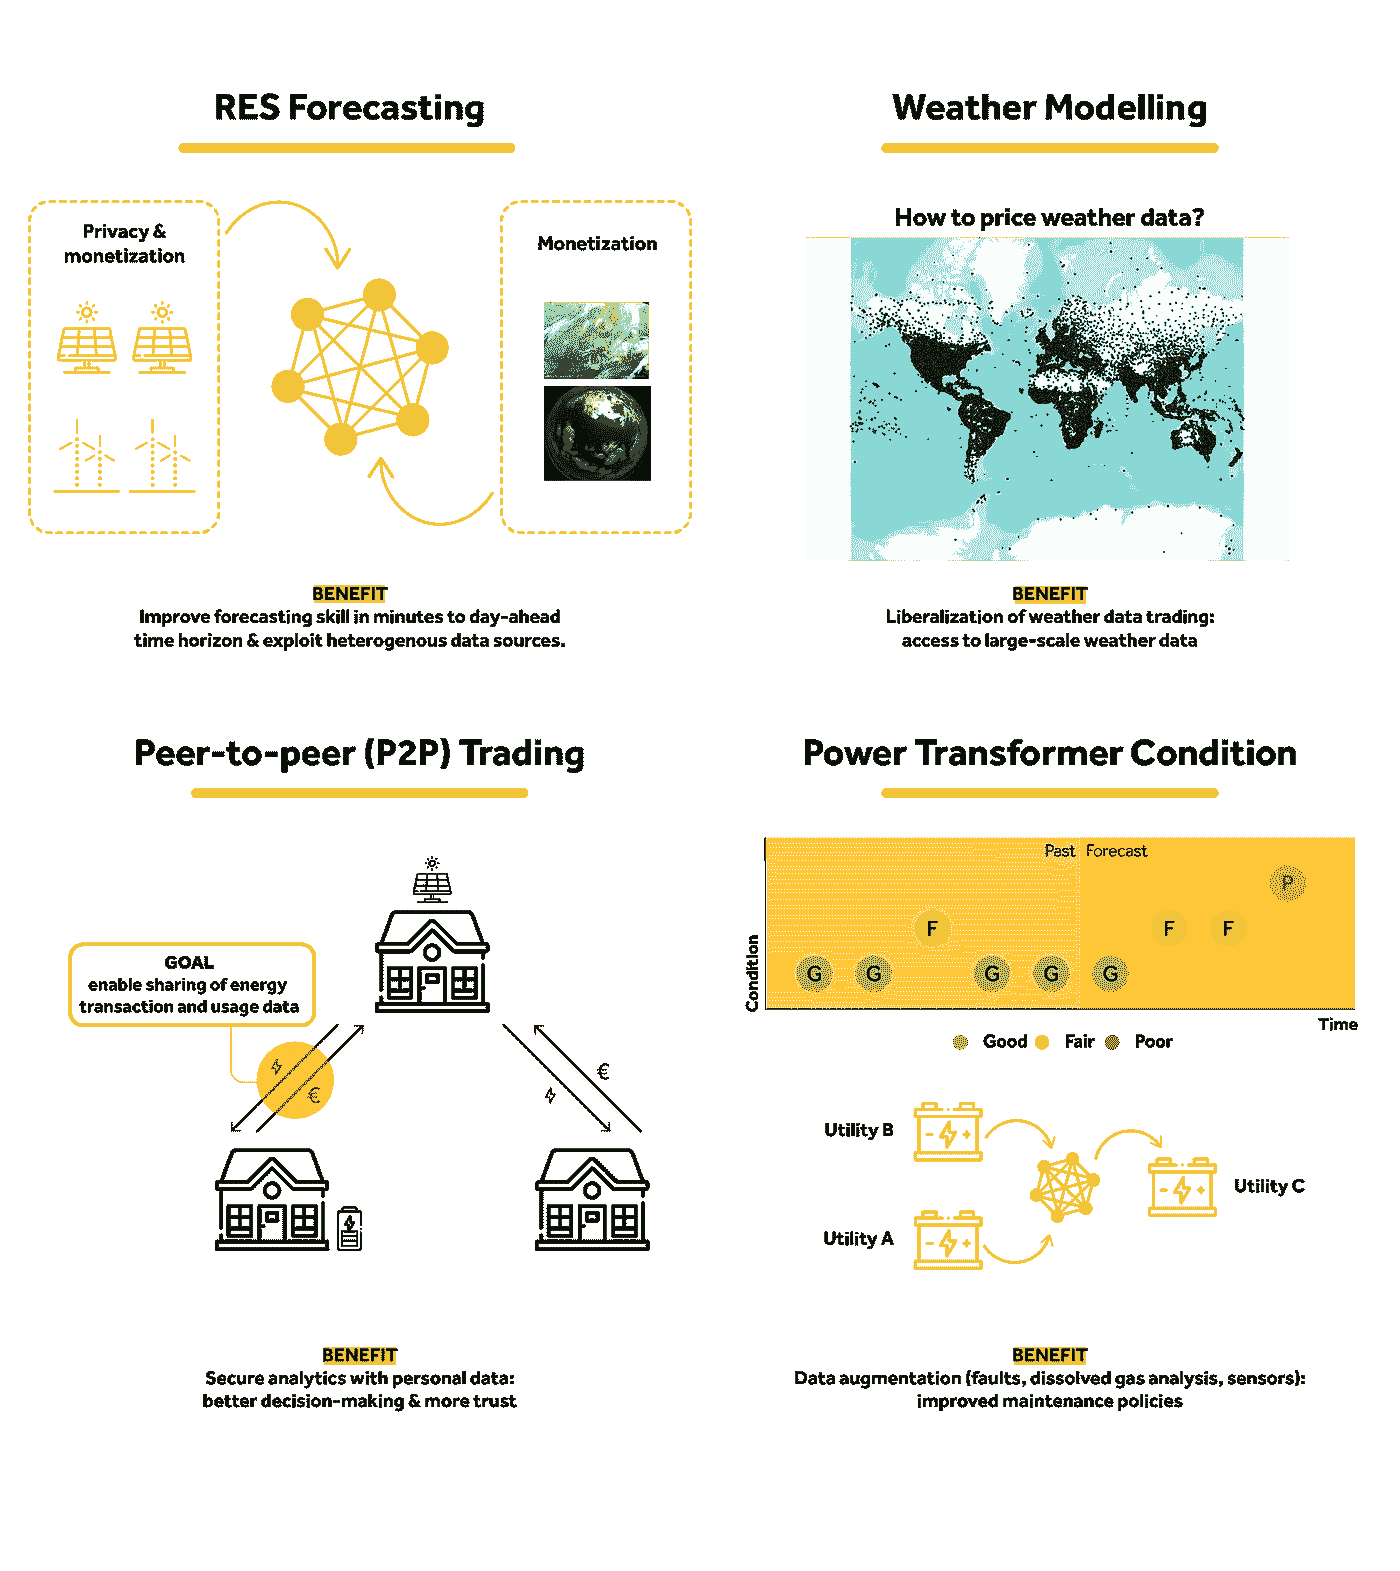 RES Forecasting
Privacy &
monetization
Monetization
BENEFIT
Improve forecasting skill in minutes to day-ahead
time horizon & exploit heterogenous data sources.
Weather Modelling
How to price weather data?
BENEFIT
Liberalization of weather data trading:
access to large-scale weather data
Peer-to-peer (P2P) Trading
GOAL
enable sharing of energy
transaction and usage data
€
€
BENEFIT
Secure analytics with personal data:
better decision-making & more trust
Power Transformer Condition
Past Forecast
P
F F F
G G G G G
Condition
Time
Good Fair Poor
Utility B
Utility C
Utility A
BENEFIT
Data augmentation (faults, dissolved gas analysis, sensors):
improved maintenance policies